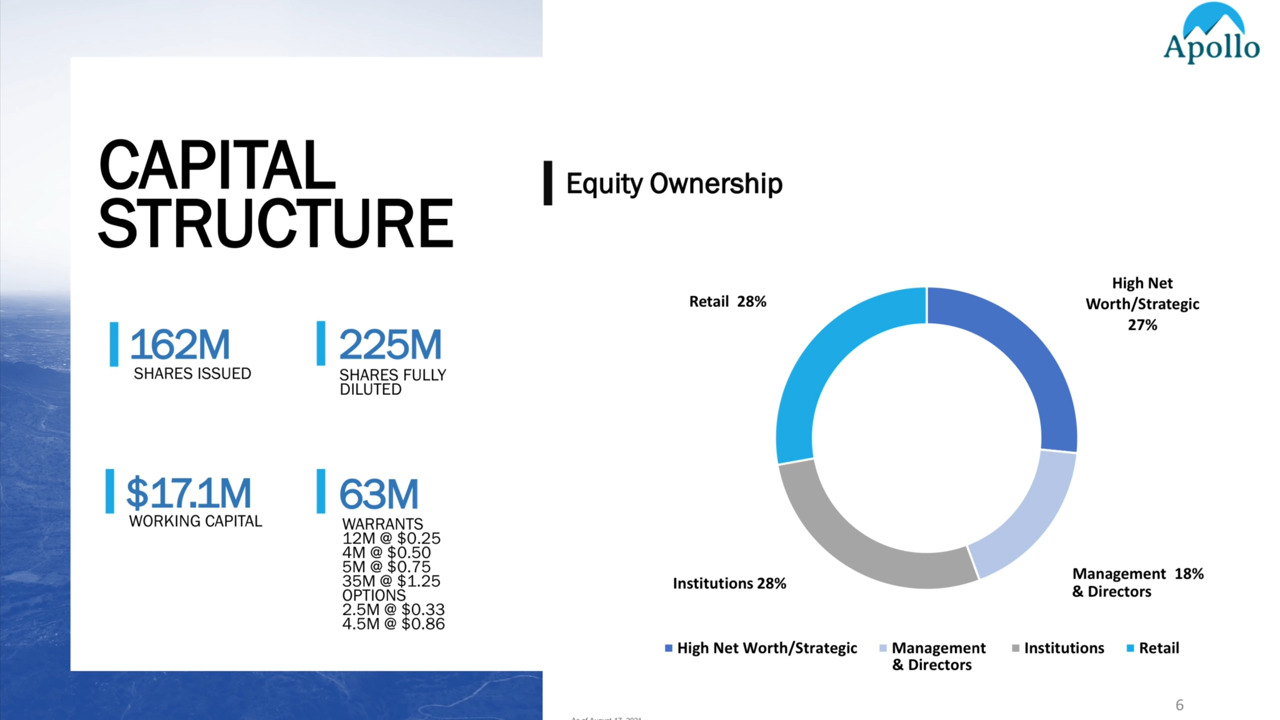 Apollo
CAPITAL
STRUCTURE
162M
SHARES ISSUED
225M
SHARES FULLY
DILUTED
$17.1M
WORKING CAPITAL
63M
WARRANTS
12M @ $0.25
4M @ $0.50
5M @ $0.75
35M @ $1.25
OPTIONS
2.5M @ $0.33
4.5M @ $0.86
Equity Ownership
Retail 28%
High Net
Worth/Strategic
27%
Institutions 28%
Management 18%
& Directors
High Net Worth/Strategic
Management
& Directors
Institutions
Retail
6